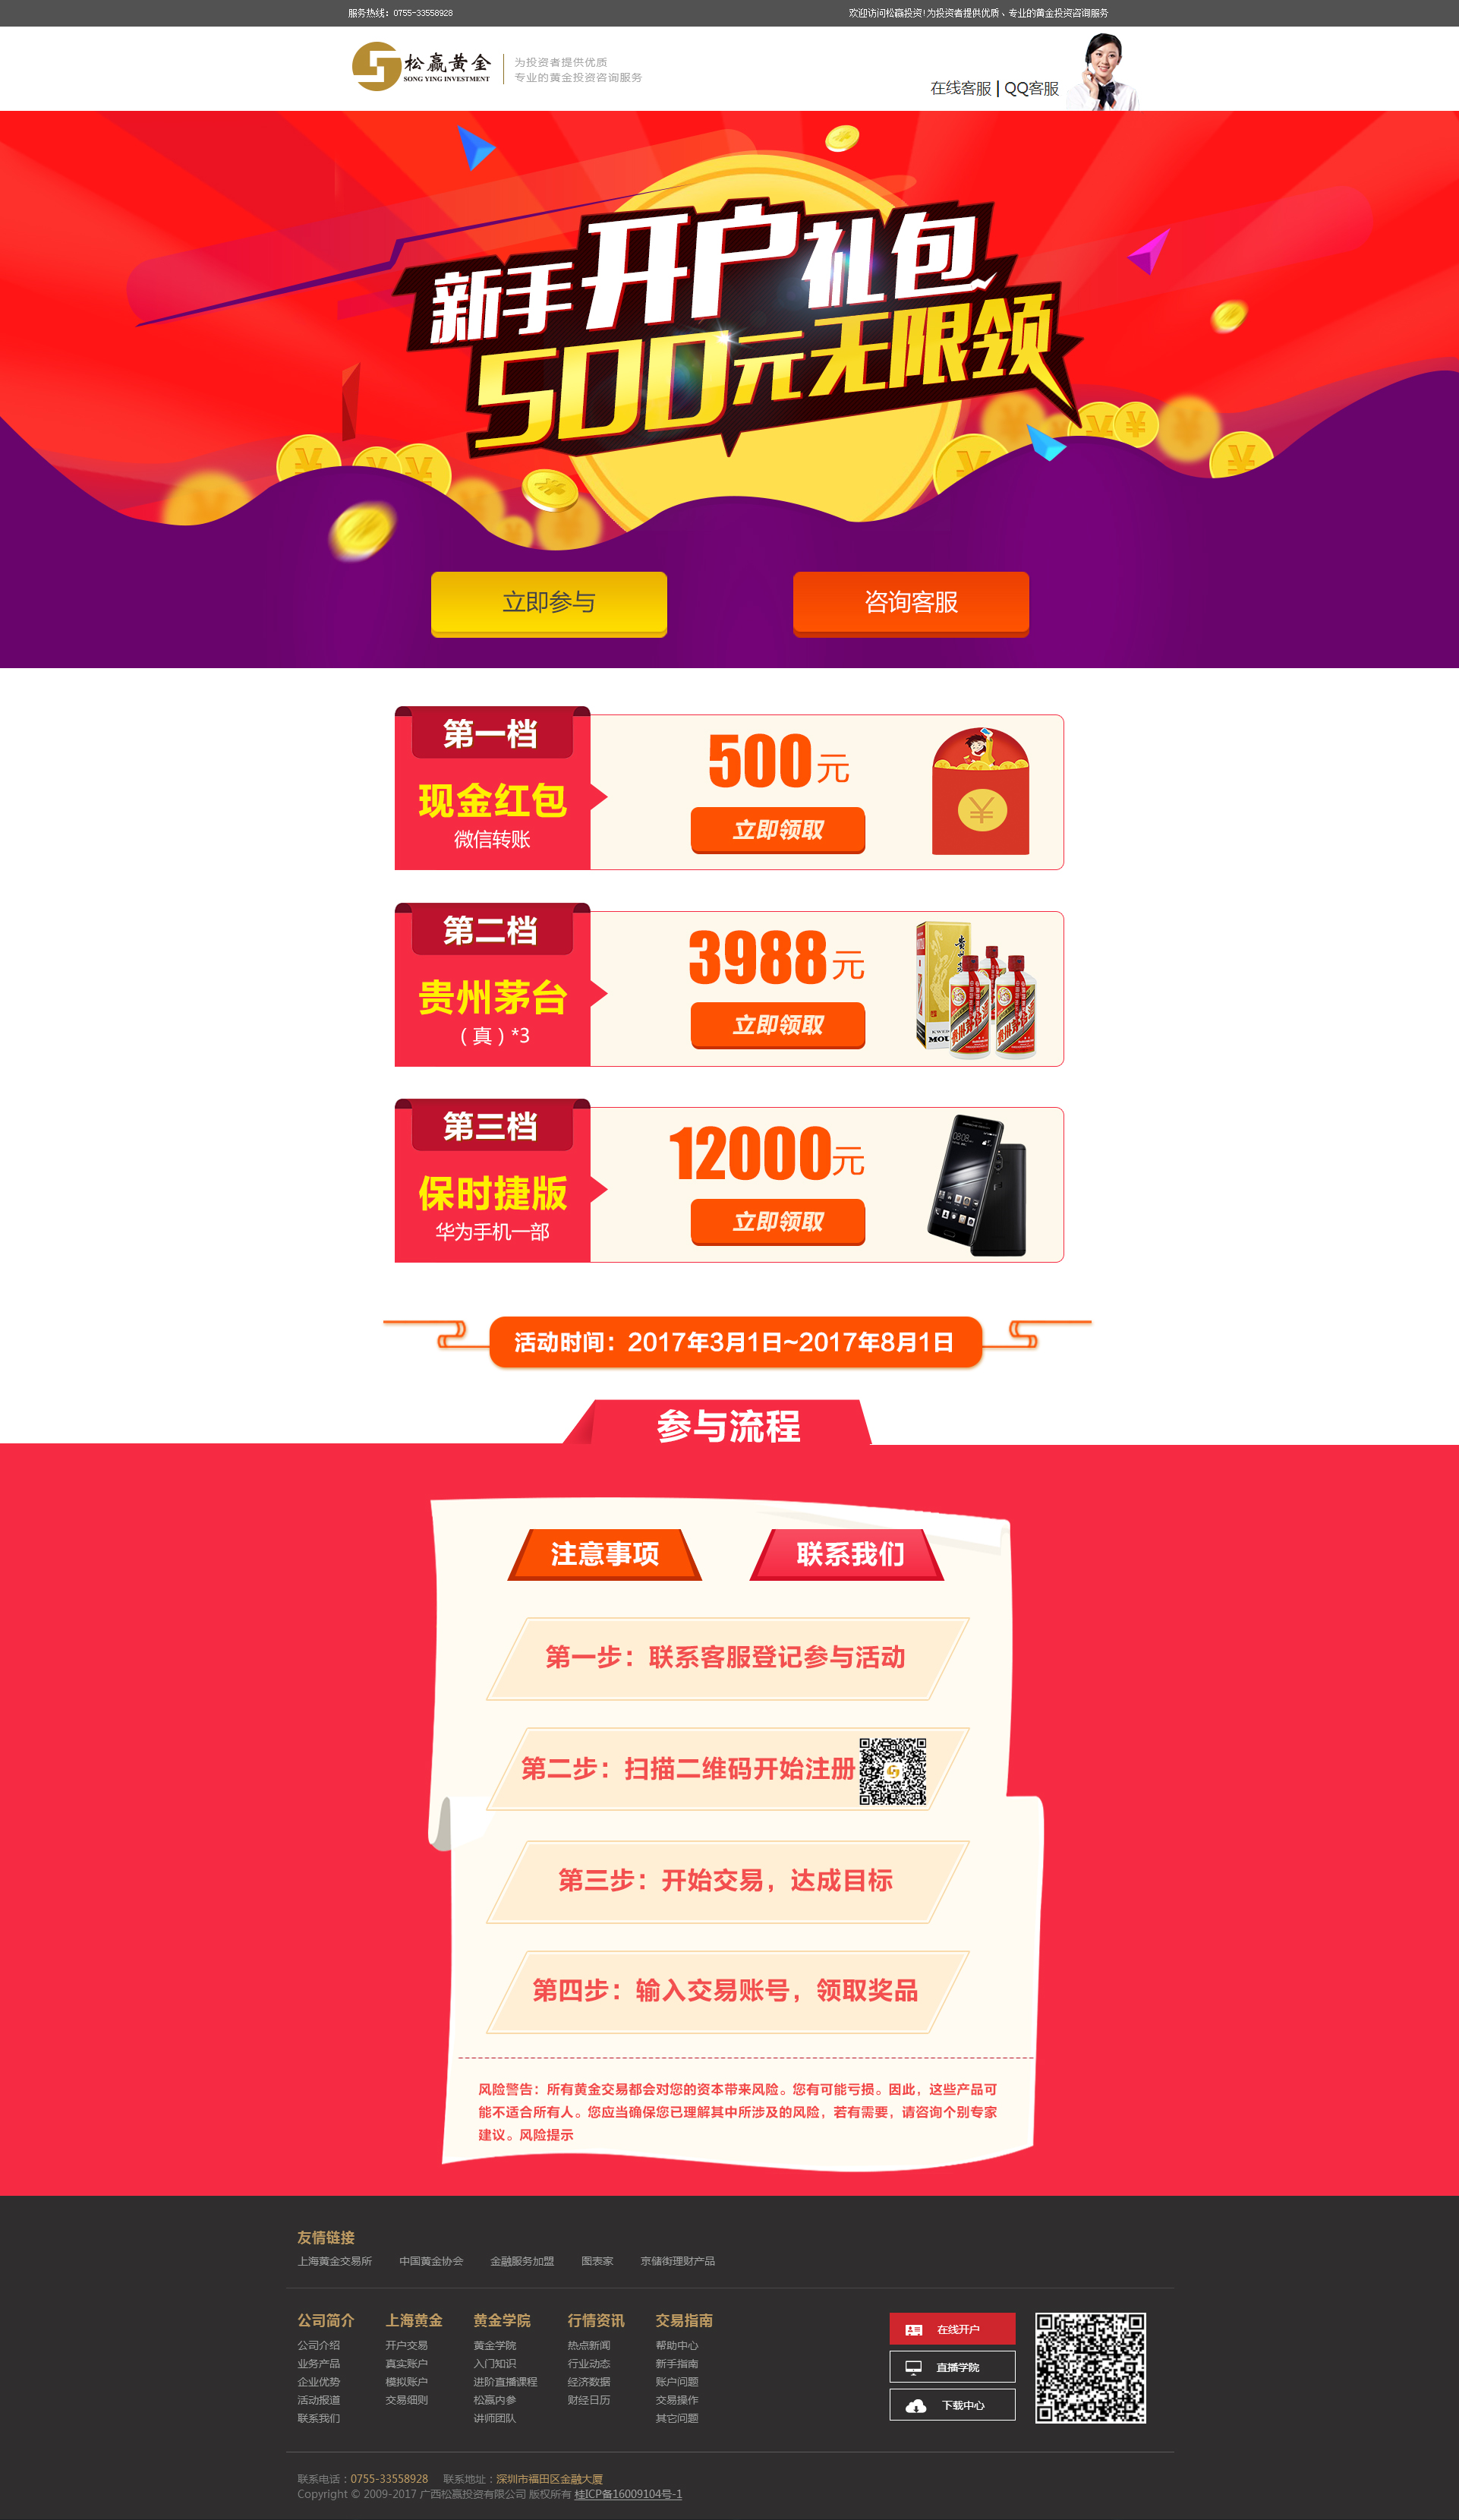 服务热线：0755-33558928
欢迎访问松赢投资!为投资者提供优质、专业的黄金投资咨询服务
松赢黄金
SONG YING INVESTMENT
为投资者提供优质
专业的黄金投资咨询服务
在线客服 | QQ客服
新手开户礼包
500元无限领
立即参与
咨询客服
第一档
现金红包
微信转账
500元
立即领取
第二档
贵州茅台
（真）*3
3988元
立即领取
第三档
保时捷版
华为手机一部
12000元
立即领取
活动时间：2017年3月1日~2017年8月1日
参与流程
注意事项
联系我们
第一步：联系客服登记参与活动
第二步：扫描二维码开始注册
第三步：开始交易，达成目标
第四步：输入交易账号，领取奖品
风险警告：所有黄金交易都会对您的资本带来风险。您有可能亏损。因此，这些产品可
能不适合所有人。您应当确保您已理解其中所涉及的风险，若有需要，请咨询个别专家
建议。风险提示
友情链接
上海黄金交易所 中国黄金协会 金融服务加盟 图表家 京储街理财产品
公司简介 上海黄金 黄金学院 行情资讯 交易指南
公司介绍 开户交易 黄金学院 热点新闻 帮助中心
业务产品 真实账户 入门知识 行业动态 新手指南
企业优势 模拟账户 进阶直播课程 经济数据 账户问题
活动报道 交易细则 松赢内参 财经日历 交易操作
联系我们 讲师团队 其它问题
在线开户
直播学院
下载中心
联系电话：0755-33558928 联系地址：深圳市福田区金融大厦
Copyright © 2009-2017 广西松赢投资有限公司 版权所有 桂ICP备16009104号-1